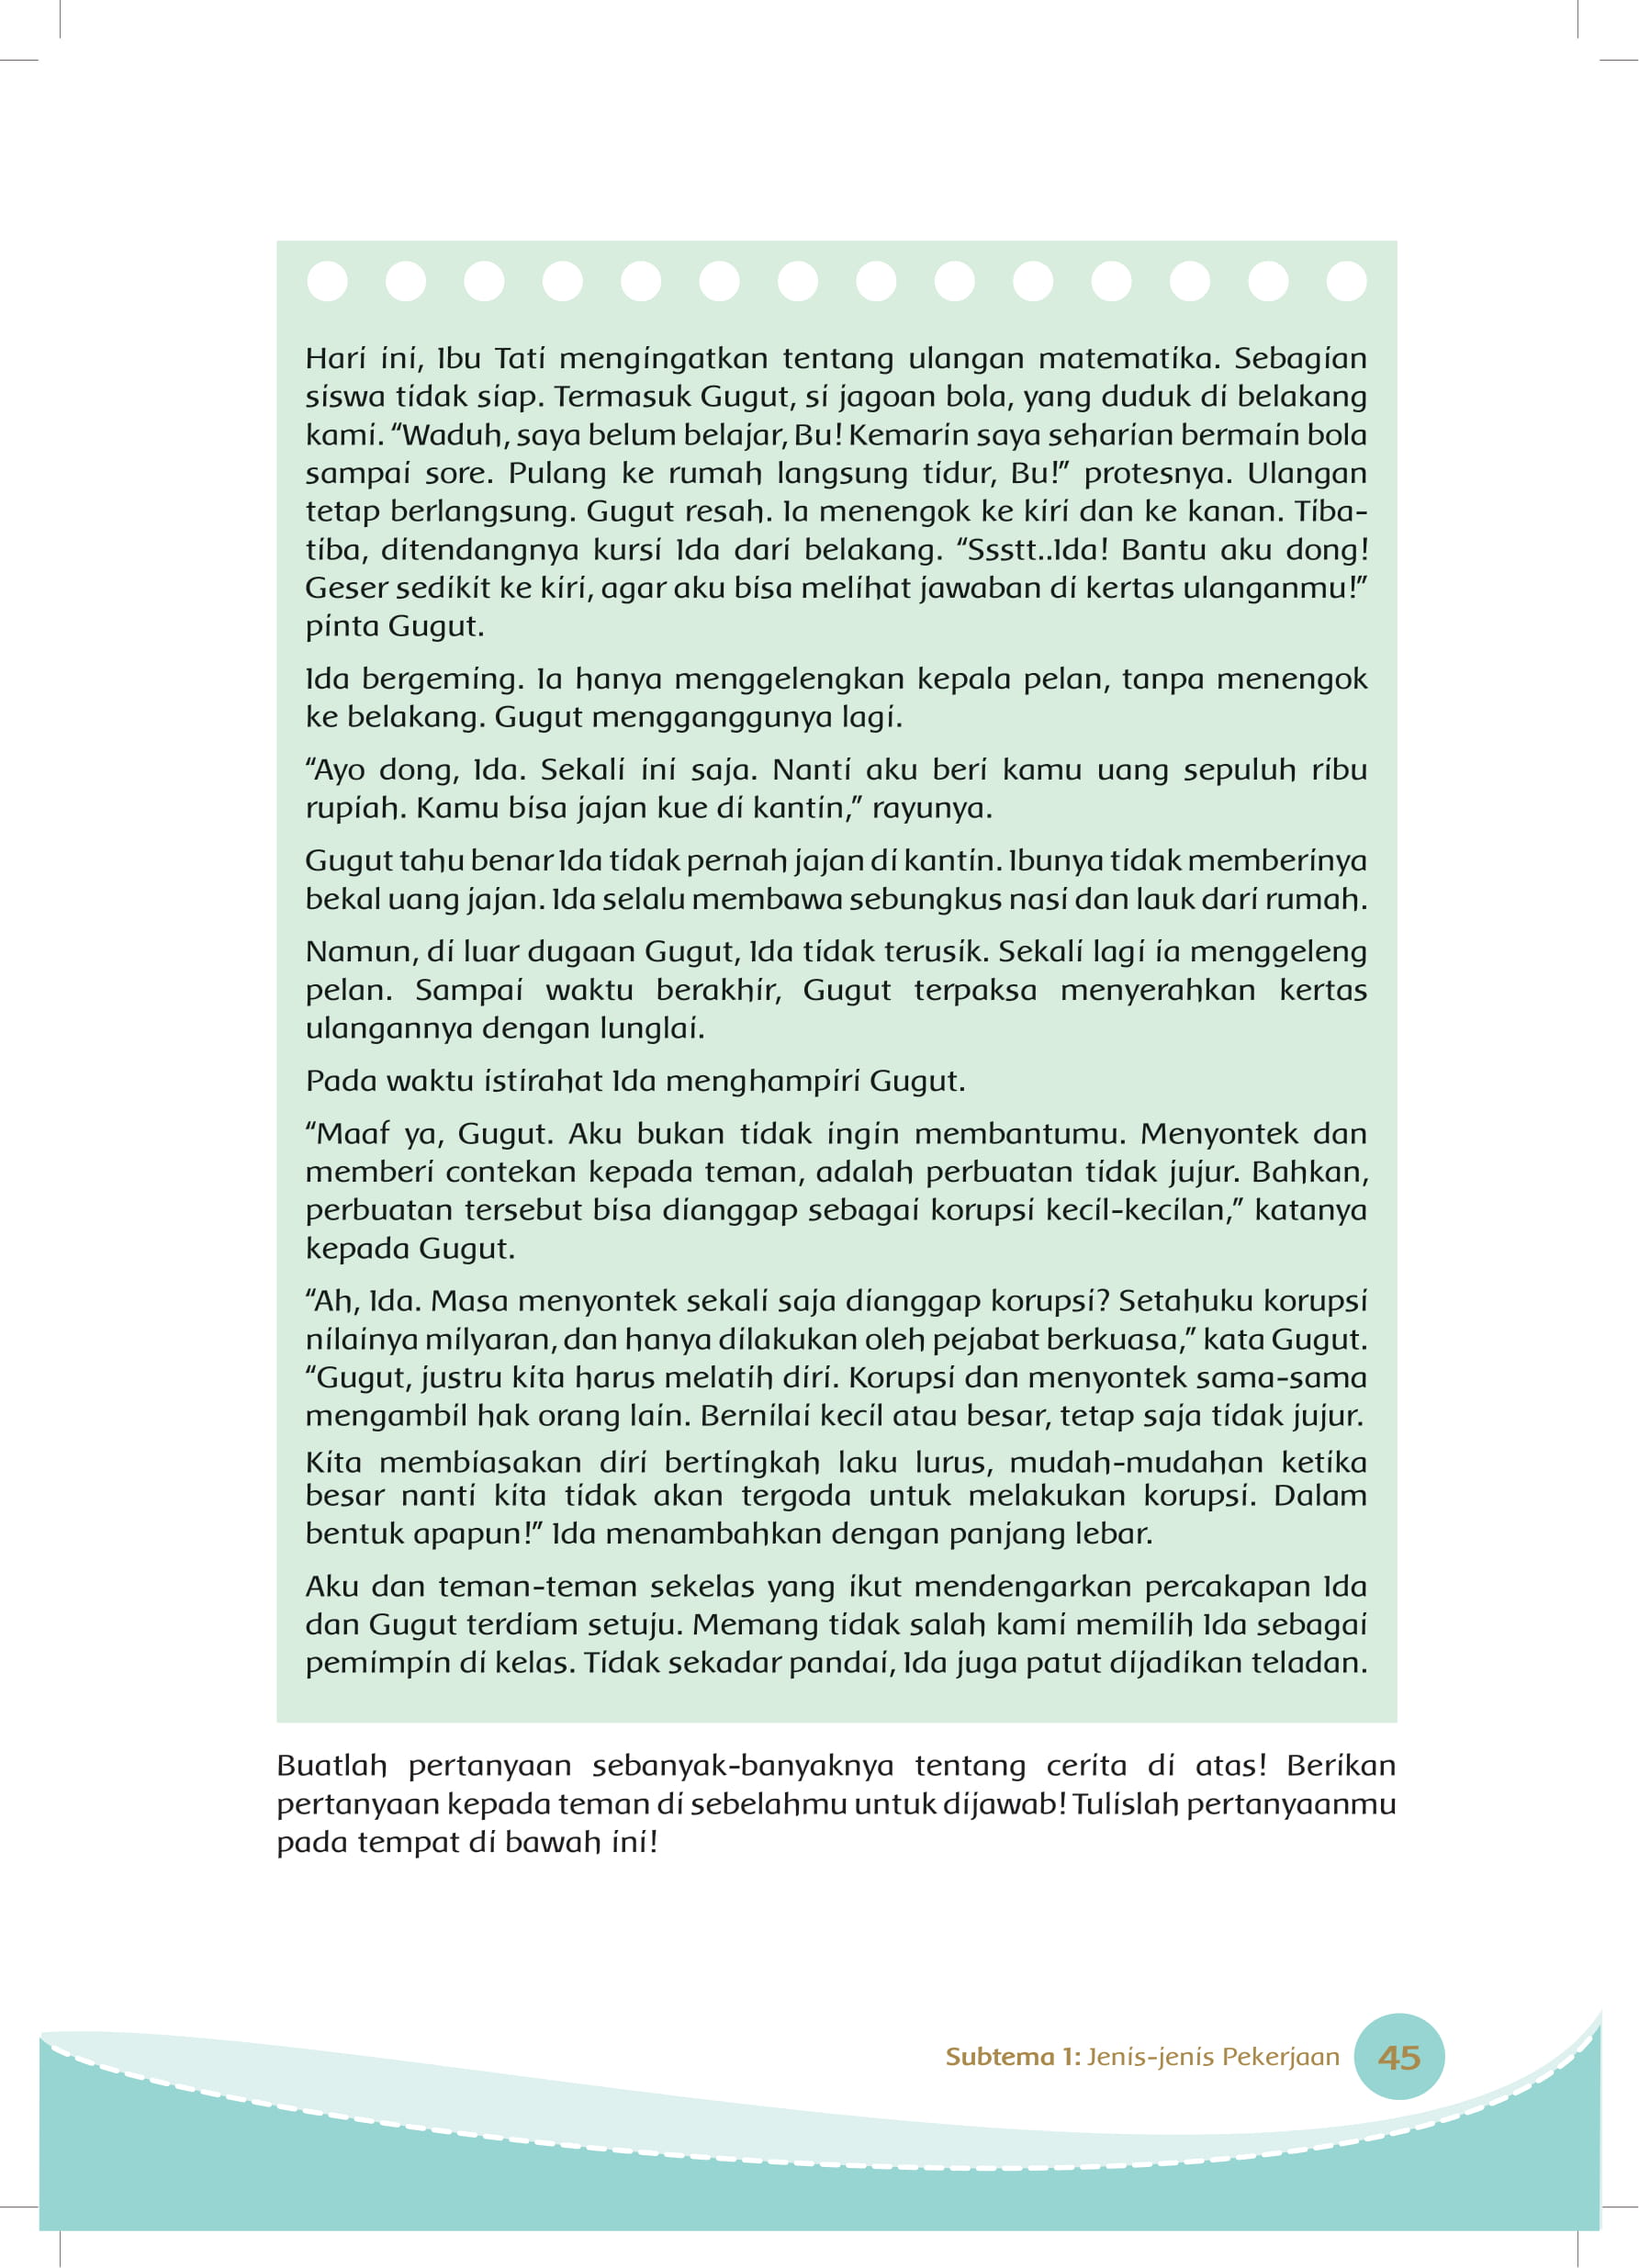 Hari ini, Ibu Tati mengingatkan tentang ulangan matematika. Sebagian
siswa tidak siap. Termasuk Gugut, si jagoan bola, yang duduk di belakang
kami. “Waduh, saya belum belajar, Bu! Kemarin saya seharian bermain bola
sampai sore. Pulang ke rumah langsung tidur, Bu!” protesnya. Ulangan
tetap berlangsung. Gugut resah. Ia menengok ke kiri dan ke kanan. Tiba-
tiba, ditendangnya kursi Ida dari belakang. “Ssstt..Ida! Bantu aku dong!
Geser sedikit ke kiri, agar aku bisa melihat jawaban di kertas ulanganmu!”
pinta Gugut.
Ida bergeming. Ia hanya menggelengkan kepala pelan, tanpa menengok
ke belakang. Gugut mengganggunya lagi.
“Ayo dong, Ida. Sekali ini saja. Nanti aku beri kamu uang sepuluh ribu
rupiah. Kamu bisa jajan kue di kantin,” rayunya.
Gugut tahu benar Ida tidak pernah jajan di kantin. Ibunya tidak memberinya
bekal uang jajan. Ida selalu membawa sebungkus nasi dan lauk dari rumah.
Namun, di luar dugaan Gugut, Ida tidak terusik. Sekali lagi ia menggeleng
pelan. Sampai waktu berakhir, Gugut terpaksa menyerahkan kertas
ulangannya dengan lunglai.
Pada waktu istirahat Ida menghampiri Gugut.
“Maaf ya, Gugut. Aku bukan tidak ingin membantumu. Menyontek dan
memberi contekan kepada teman, adalah perbuatan tidak jujur. Bahkan,
perbuatan tersebut bisa dianggap sebagai korupsi kecil-kecilan,” katanya
kepada Gugut.
“Ah, Ida. Masa menyontek sekali saja dianggap korupsi? Setahuku korupsi
nilainya milyaran, dan hanya dilakukan oleh pejabat berkuasa,” kata Gugut.
“Gugut, justru kita harus melatih diri. Korupsi dan menyontek sama-sama
mengambil hak orang lain. Bernilai kecil atau besar, tetap saja tidak jujur.
Kita membiasakan diri bertingkah laku lurus, mudah-mudahan ketika
besar nanti kita tidak akan tergoda untuk melakukan korupsi. Dalam
bentuk apapun!” Ida menambahkan dengan panjang lebar.
Aku dan teman-teman sekelas yang ikut mendengarkan percakapan Ida
dan Gugut terdiam setuju. Memang tidak salah kami memilih Ida sebagai
pemimpin di kelas. Tidak sekadar pandai, Ida juga patut dijadikan teladan.
Buatlah pertanyaan sebanyak-banyaknya tentang cerita di atas! Berikan
pertanyaan kepada teman di sebelahmu untuk dijawab! Tulislah pertanyaanmu
pada tempat di bawah ini!
Subtema 1: Jenis-jenis Pekerjaan 45